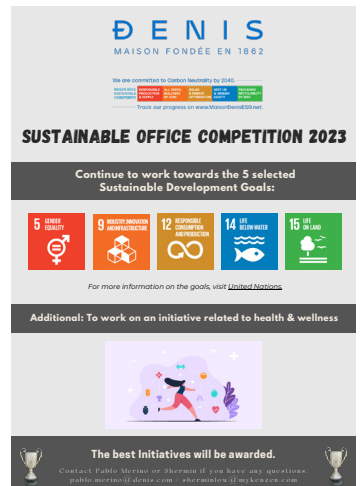 DENIS
MAISON FONDÉE EN 1862
We are committed to Carbon Neutrality by 2040.
Track our progress on www.MaisonDenisESG.net.
SUSTAINABLE OFFICE COMPETITION 2023
Continue to work towards the 5 selected
Sustainable Development Goals:
5 GENDER
EQUALITY
9 INDUSTRY, INNOVATION
AND INFRASTRUCTURE
12 RESPONSIBLE
CONSUMPTION
AND PRODUCTION
14 LIFE
BELOW WATER
15 LIFE
ON LAND
For more information on the goals, visit United Nations.
Additional: To work on an initiative related to health & wellness
The best Initiatives will be awarded.
Contact Pablo Merino or Shermin if you have any questions:
pablo.merino@denis.com / sherminlow@mykenzen.com